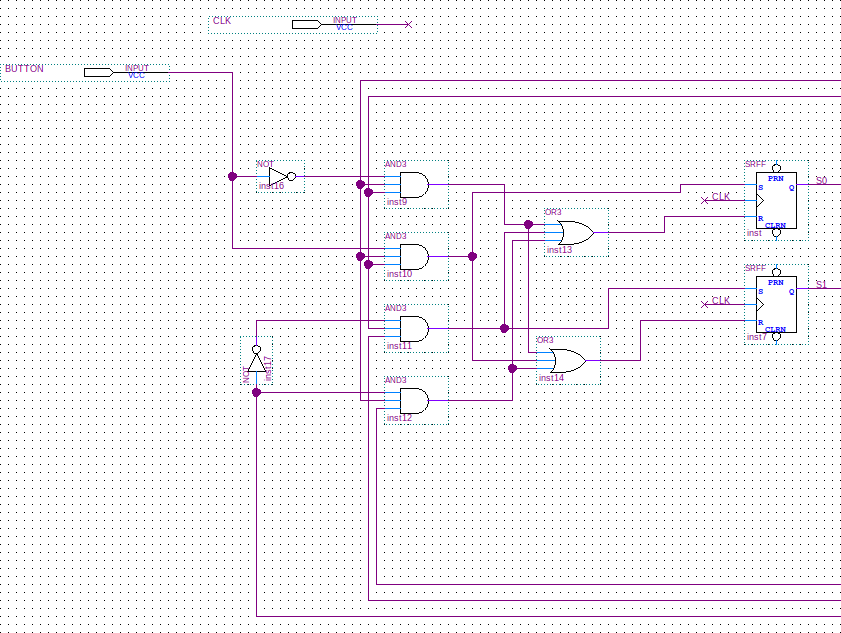 CLK
INPUT
VCC
BUTTON
INPUT
VCC
NOT
inst16
AND3
inst9
SRFF
PRN
S
Q
R
CLRN
inst
S0
CLK
OR3
inst13
AND3
inst10
SRFF
PRN
S
Q
R
CLRN
inst7
S1
CLK
AND3
inst11
NOT
inst17
OR3
inst14
AND3
inst12